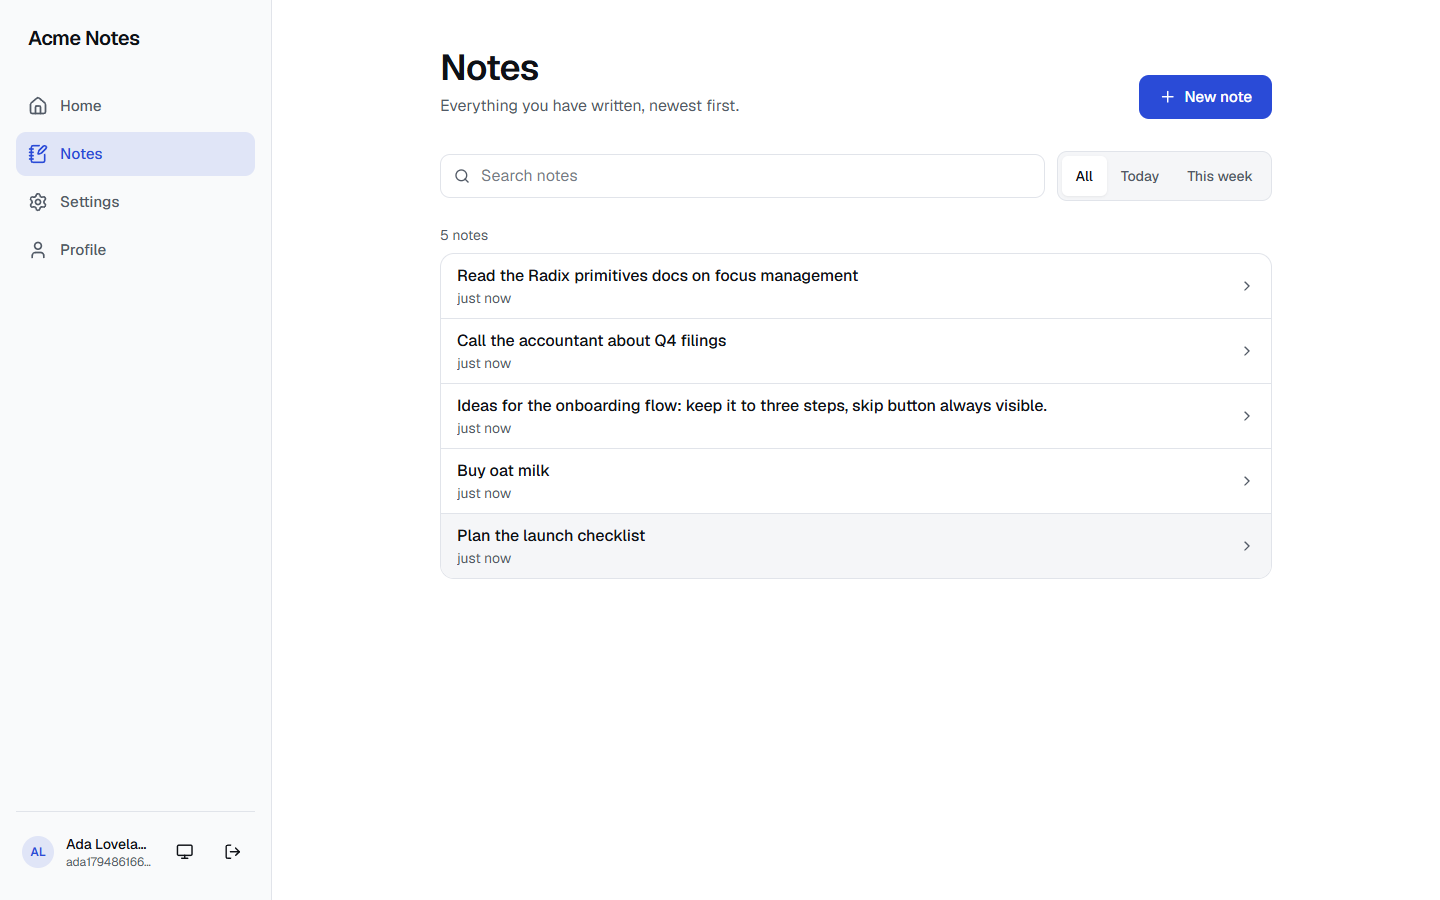 Acme Notes
Home
Notes
Settings
Profile
Ada Lovela...
ada179486166...
AL
Notes
Everything you have written, newest first.
New note
Search notes
All
Today
This week
5 notes
Read the Radix primitives docs on focus management
just now
Call the accountant about Q4 filings
just now
Ideas for the onboarding flow: keep it to three steps, skip button always visible.
just now
Buy oat milk
just now
Plan the launch checklist
just now